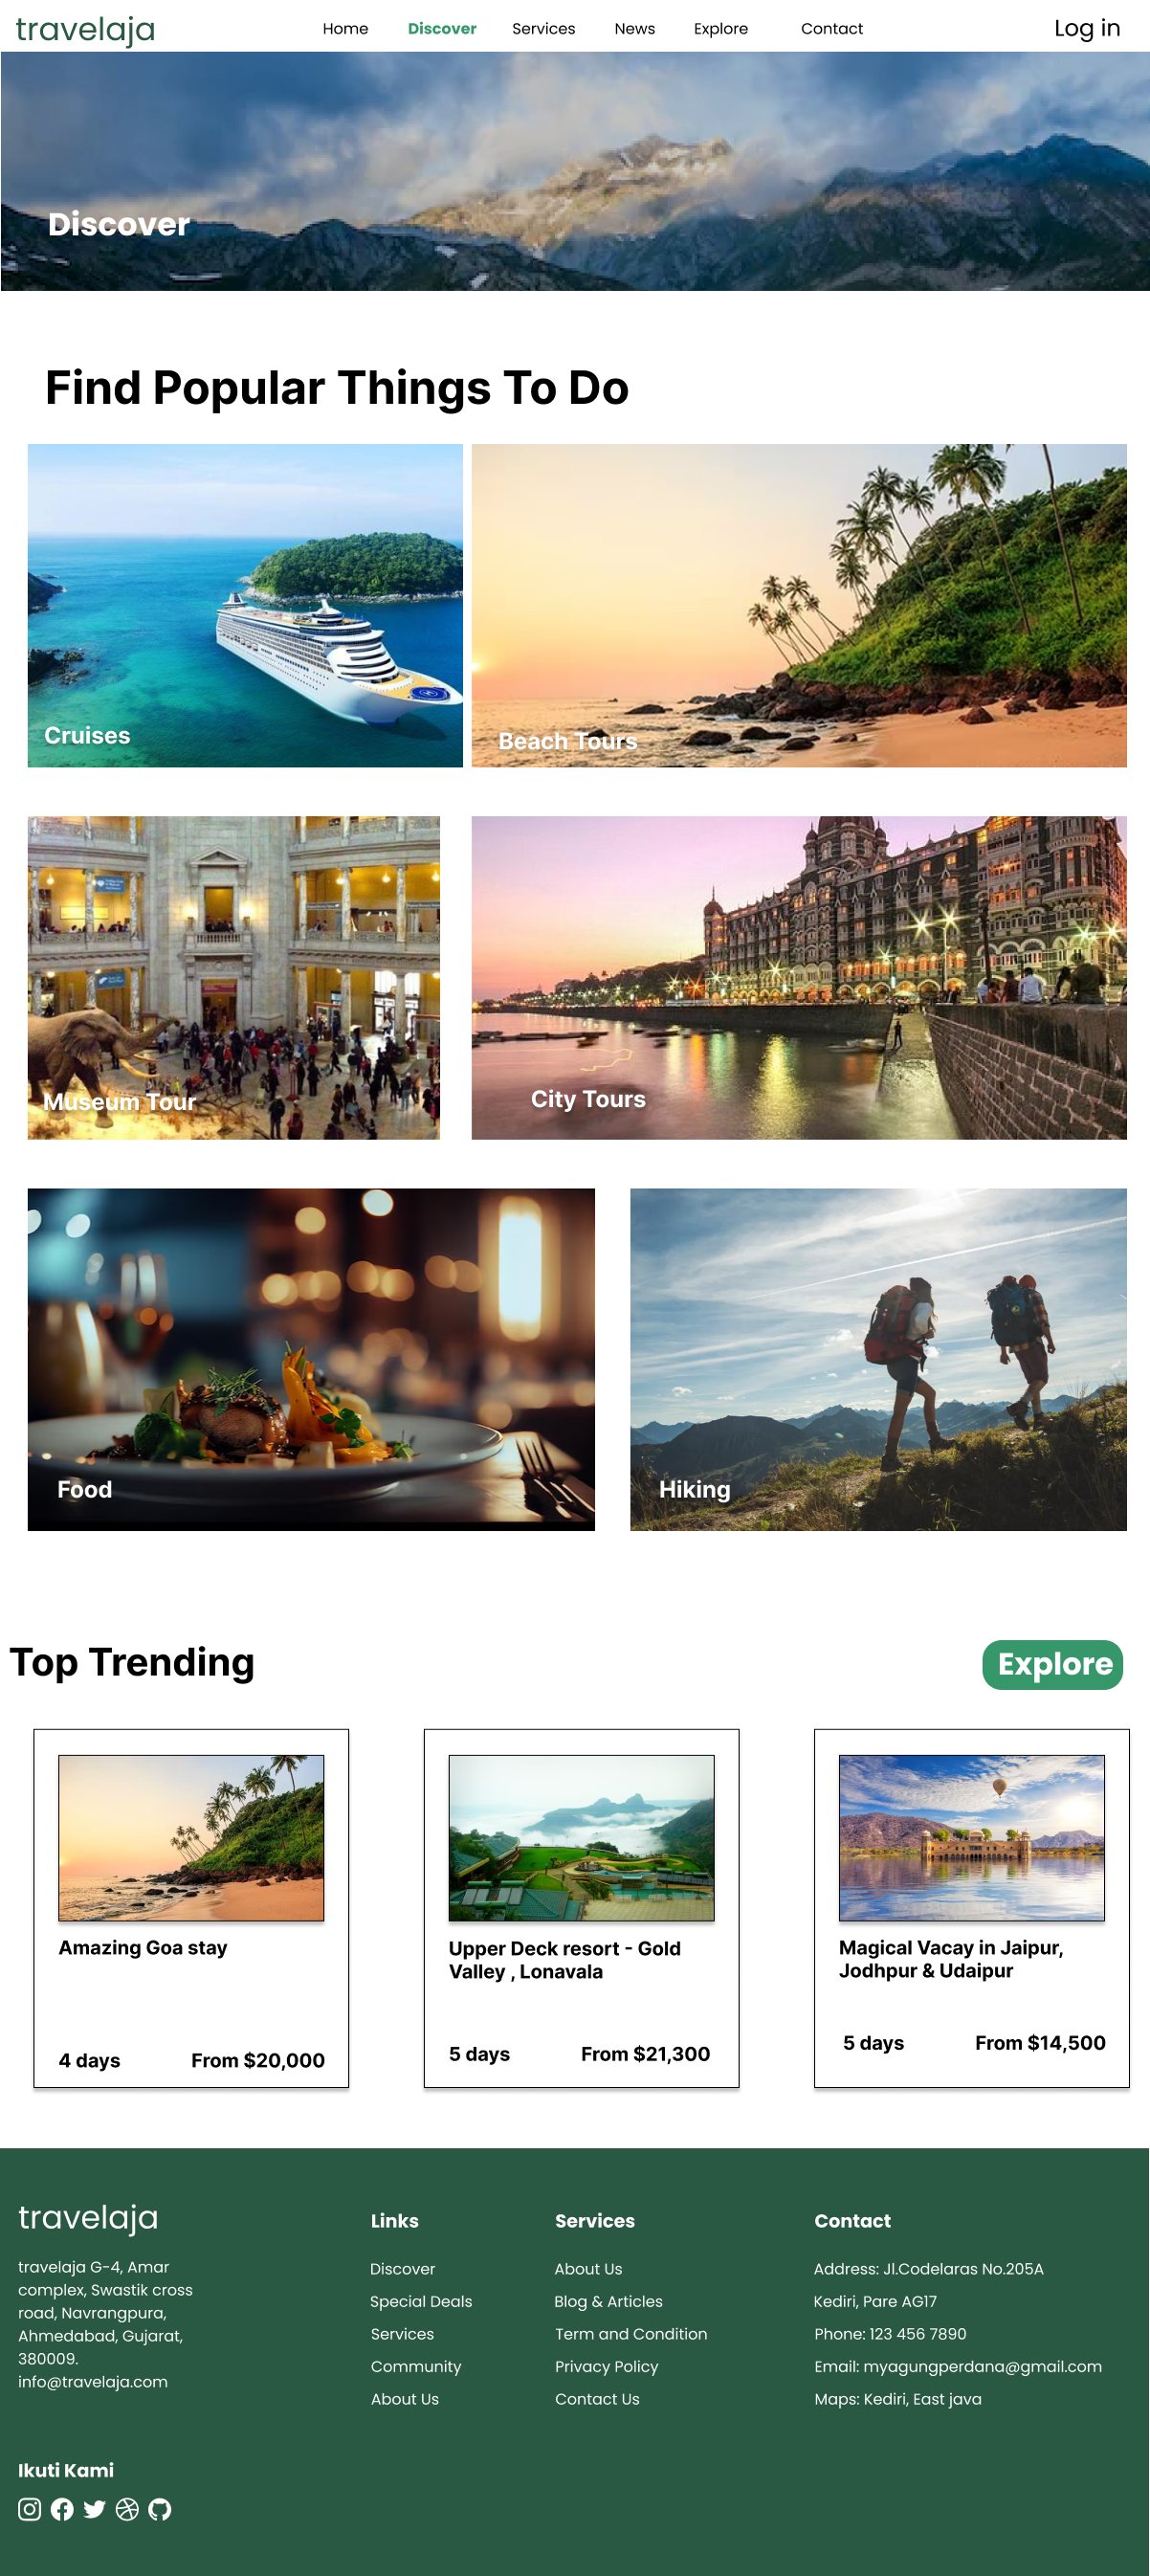 travelaja
Home Discover Services News Explore Contact Log in
Discover
Find Popular Things To Do
Cruises
Beach Tours
Museum Tour
City Tours
Food
Hiking
Top Trending
Explore
Amazing Goa stay
4 days From $20,000
Upper Deck resort - Gold
Valley , Lonavala
5 days From $21,300
Magical Vacay in Jaipur,
Jodhpur & Udaipur
5 days From $14,500
travelaja
travelaja G-4, Amar
complex, Swastik cross
road, Navrangpura,
Ahmedabad, Gujarat,
380009.
info@travelaja.com
Ikuti Kami
Links
Discover
Special Deals
Services
Community
About Us
Services
About Us
Blog & Articles
Term and Condition
Privacy Policy
Contact Us
Contact
Address: Jl.Codelaras No.205A
Kediri, Pare AG17
Phone: 123 456 7890
Email: myagungperdana@gmail.com
Maps: Kediri, East java